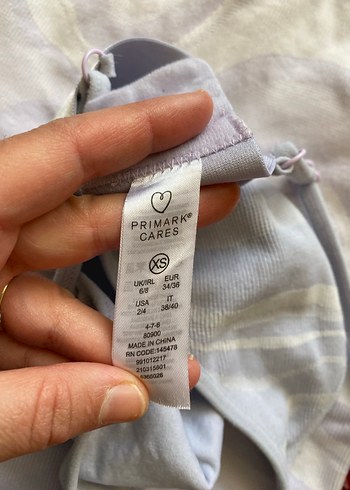 PRIMARK®
CARES
XS
UK/IRL EUR
6/8 34/36
USA IT
2/4 38/40
4-7-6
80900
MADE IN CHINA
RN CODE:145478
991012217
310315801